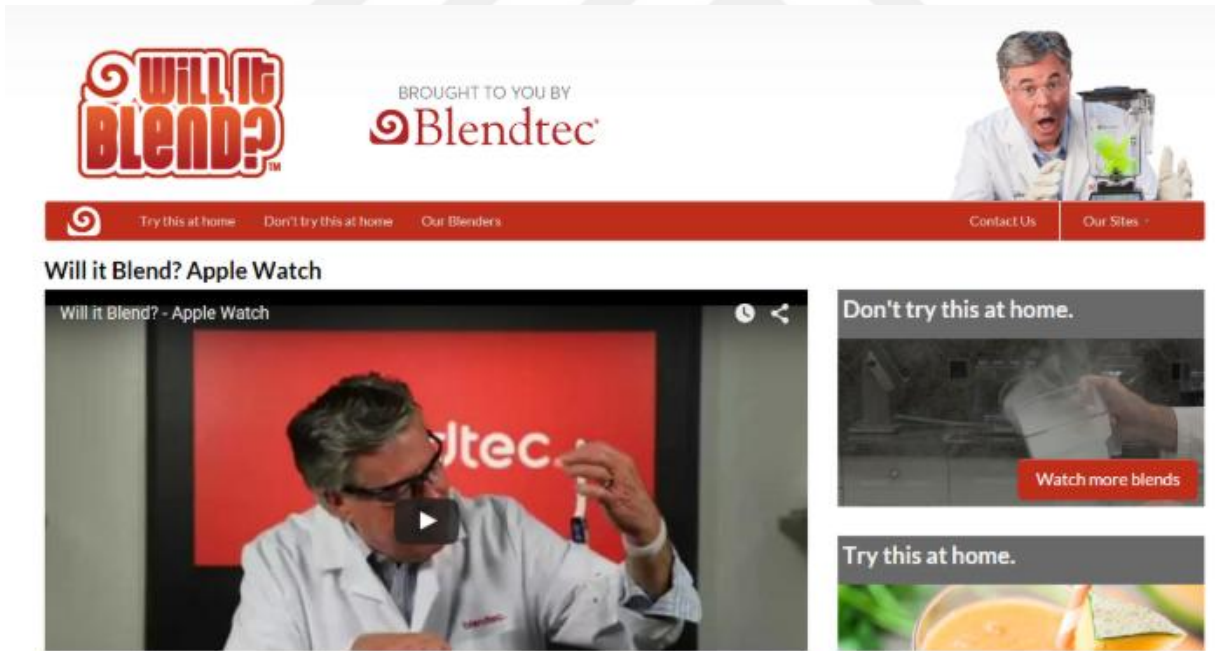 WiLL It
BLenD?™
BROUGHT TO YOU BY
Blendtec
Try this at home Don't try this at home Our Blenders Contact Us Our Sites
Will it Blend? Apple Watch
Will it Blend? - Apple Watch
Don't try this at home.
dtec.
Watch more blends
Try this at home.
blendtec